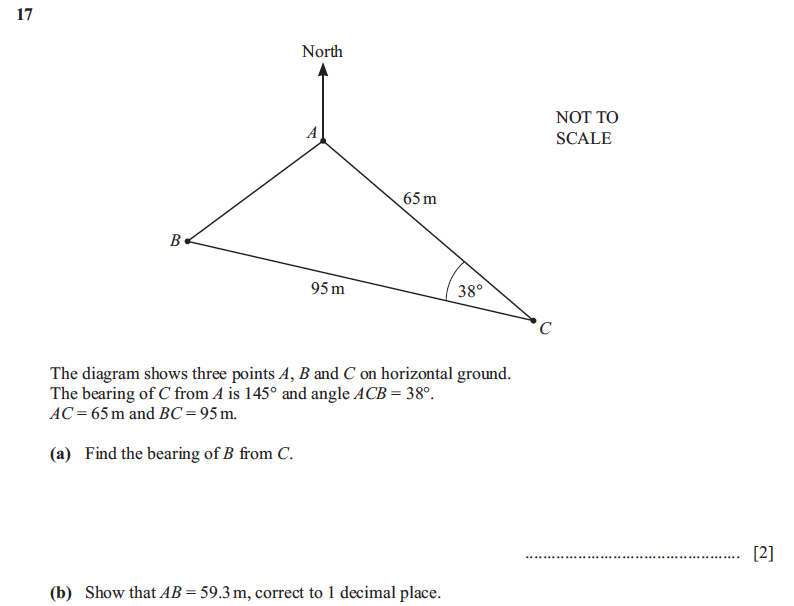 17
North
A
NOT TO
SCALE
65 m
B
95 m
38°
C
The diagram shows three points A, B and C on horizontal ground.
The bearing of C from A is 145° and angle ACB = 38°.
AC = 65 m and BC = 95 m.
(a) Find the bearing of B from C.
.................................................. [2]
(b) Show that AB = 59.3 m, correct to 1 decimal place.